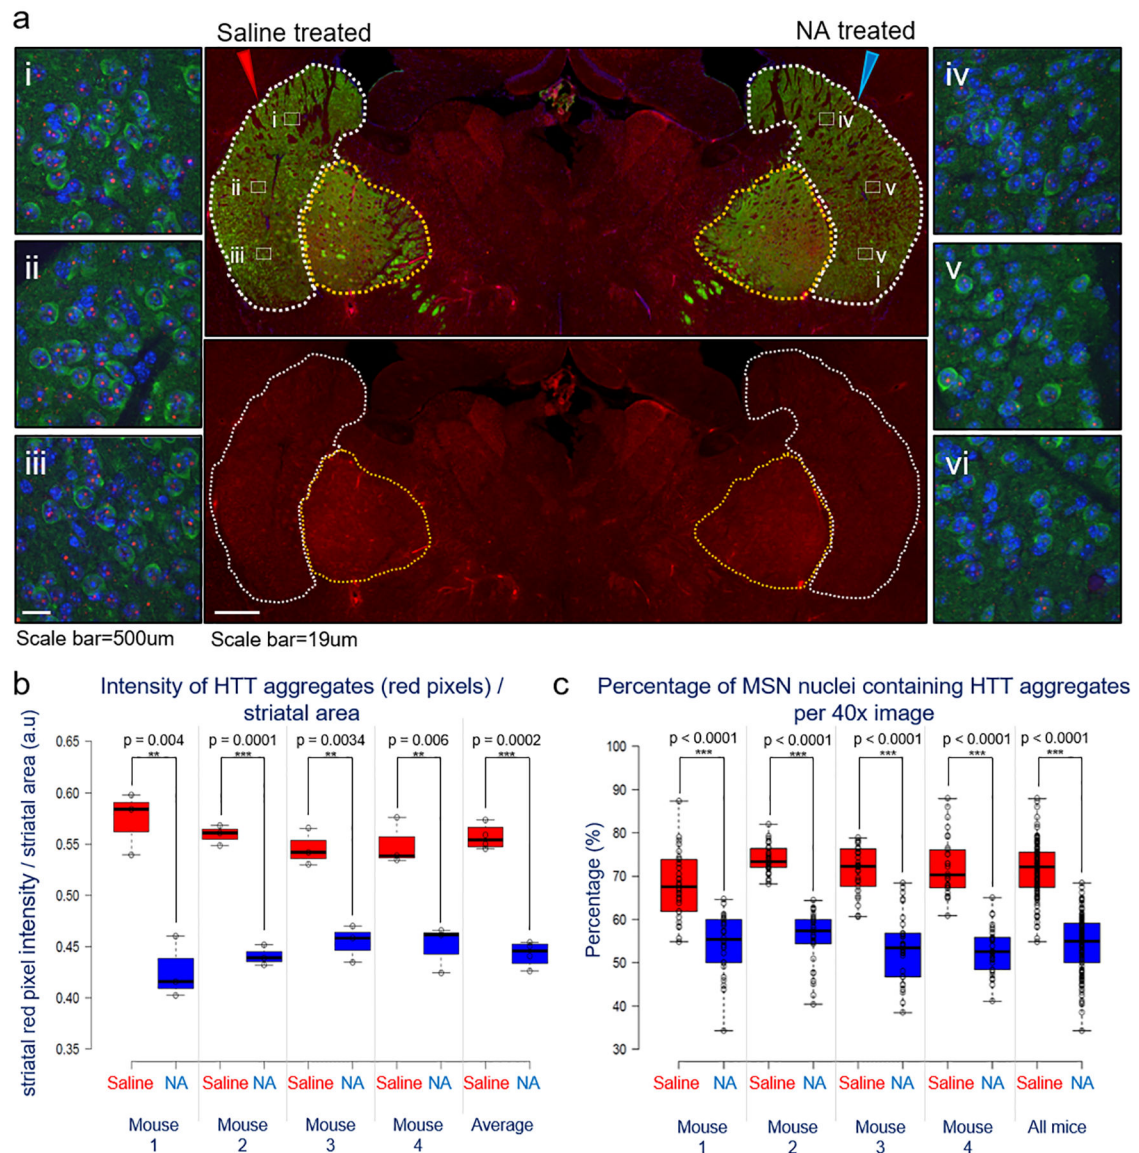 a
Saline treated
NA treated
i
ii
iii
iv
v
vi
i
ii
iii
iv
v
v
i
Scale bar=500um
Scale bar=19um
b
Intensity of HTT aggregates (red pixels) /
striatal area
striatal red pixel intensity / striatal area (a.u)
0.65
0.60
0.55
0.50
0.45
0.40
0.35
p = 0.004
**
p = 0.0001
***
p = 0.0034
**
p = 0.006
**
p = 0.0002
***
Saline NA Saline NA Saline NA Saline NA Saline NA
Mouse Mouse Mouse Mouse Average
1 2 3 4
c
Percentage of MSN nuclei containing HTT aggregates
per 40x image
Percentage (%)
100
90
80
70
60
50
40
30
p < 0.0001
***
p < 0.0001
***
p < 0.0001
***
p < 0.0001
***
p < 0.0001
***
Saline NA Saline NA Saline NA Saline NA Saline NA
Mouse Mouse Mouse Mouse All mice
1 2 3 4